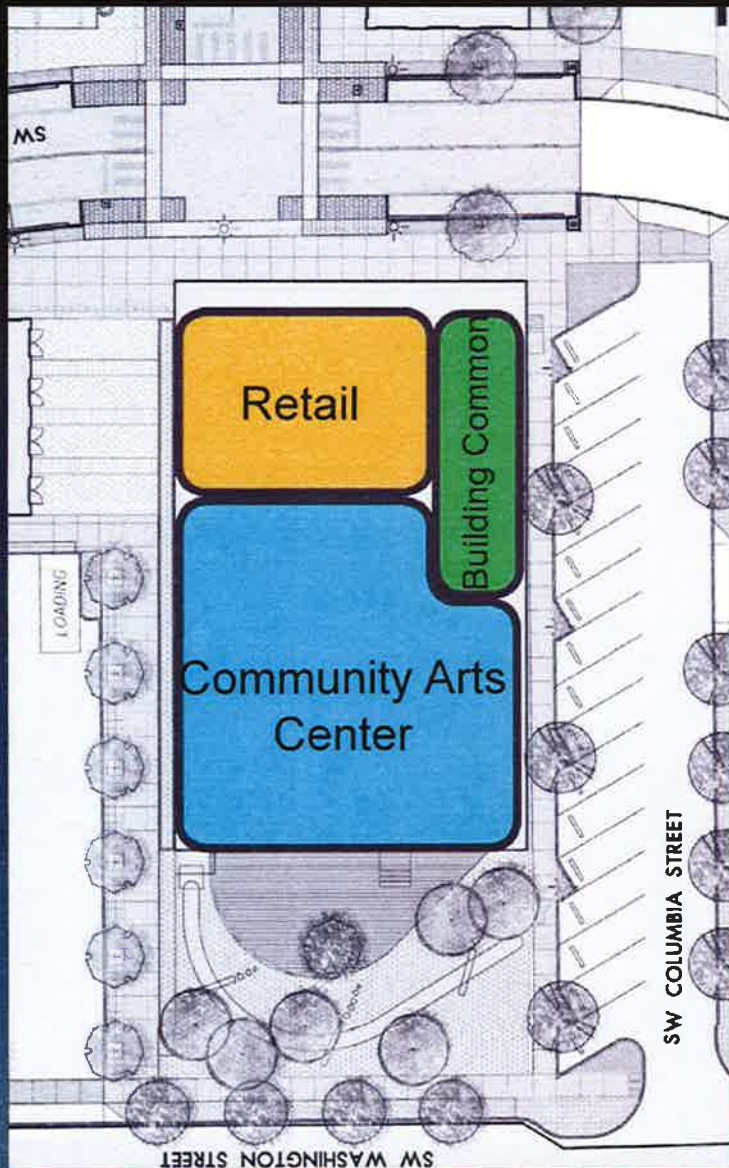 SW
Retail
Building Common
LOADING
Community Arts
Center
SW COLUMBIA STREET
SW WASHINGTON STREET